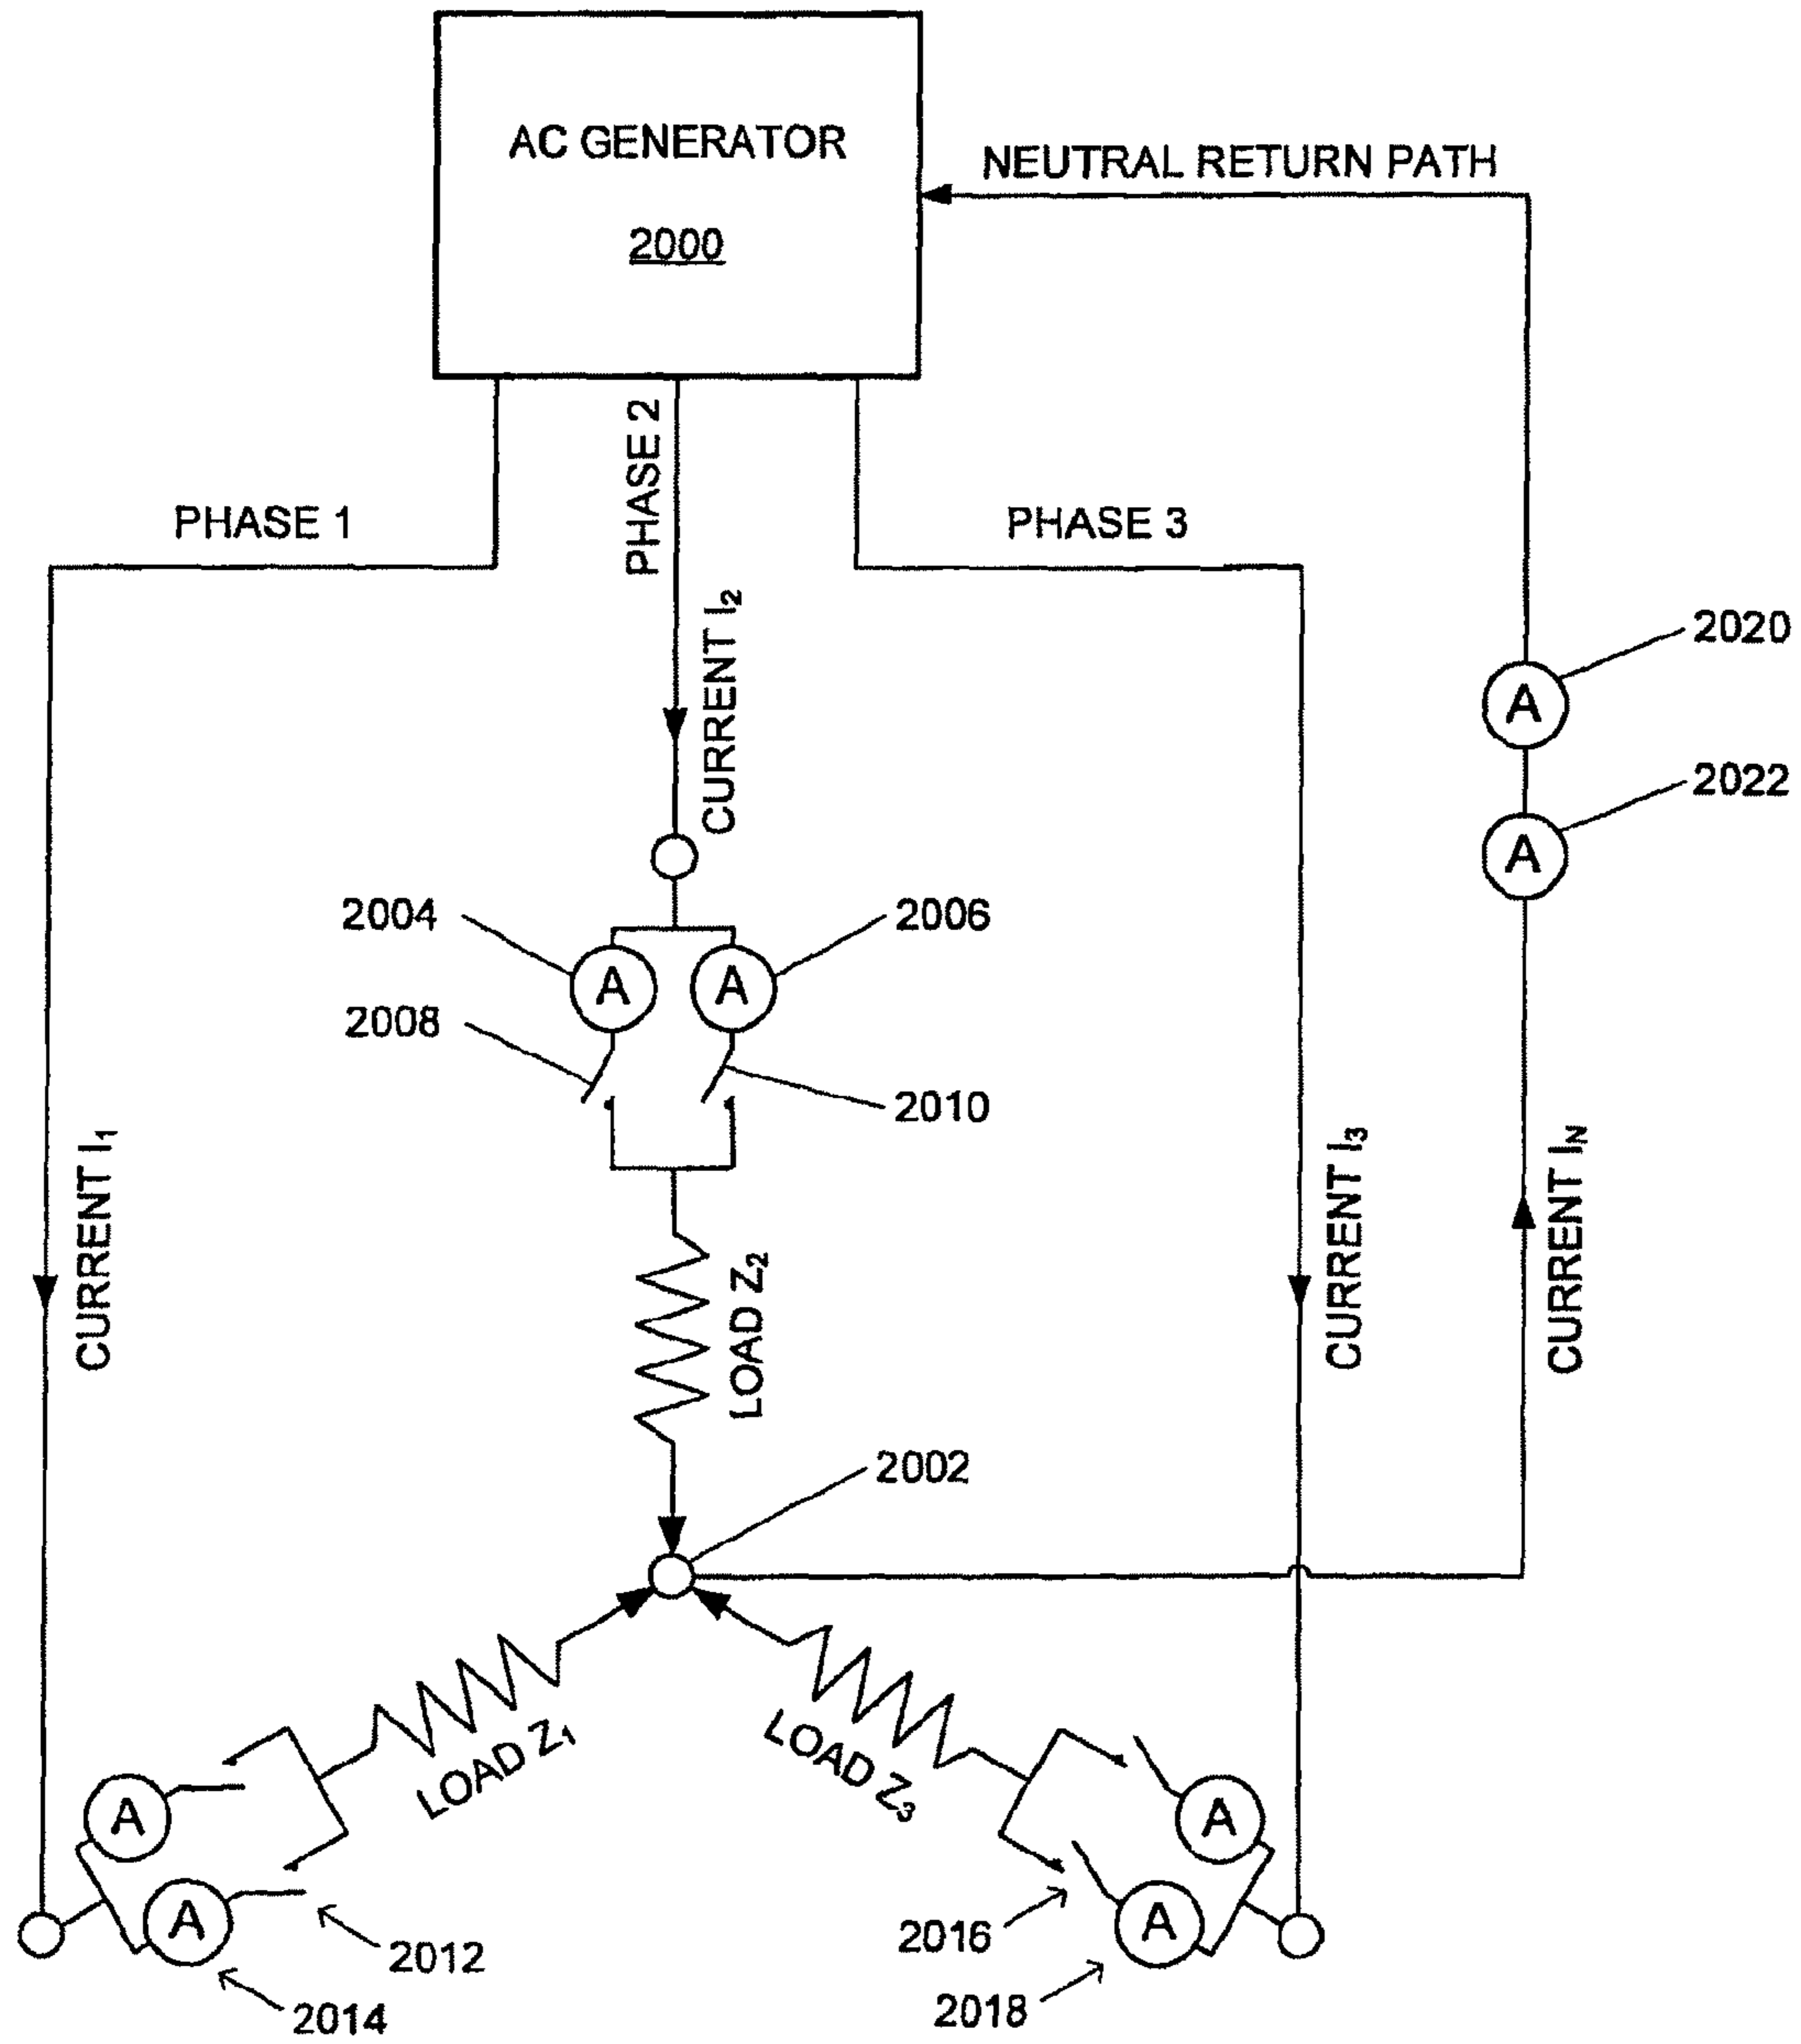 AC GENERATOR
2000
NEUTRAL RETURN PATH
PHASE 1
PHASE 2
PHASE 3
CURRENT I₂
2020
A
2022
A
2004
2006
A
A
2008
2010
CURRENT I₁
CURRENT I₃
CURRENT I_N
LOAD Z₂
2002
LOAD Z₁
LOAD Z₃
A
A
A
A
2012
2014
2016
2018